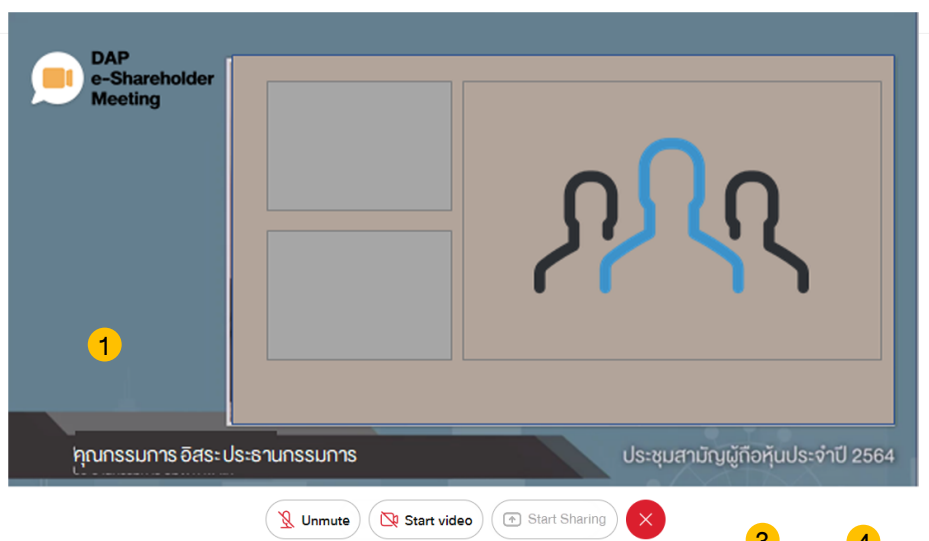 DAP
e-Shareholder
Meeting
1
คุณกรรมการ อิสระ ประธานกรรมการ
ประชุมสามัญผู้ถือหุ้นประจำปี 2564
Unmute
Start video
Start Sharing
3
4